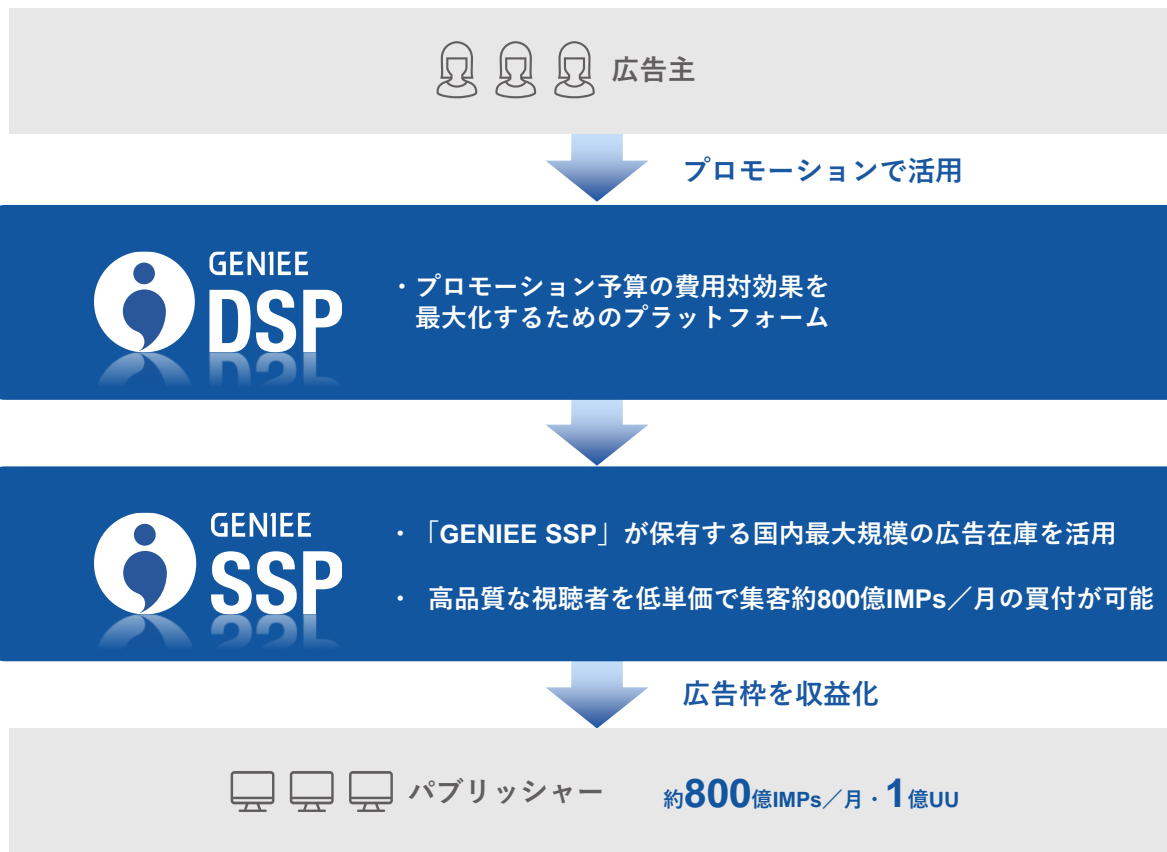 広告主
プロモーションで活用
GENIEE
DSP
・プロモーション予算の費用対効果を
最大化するためのプラットフォーム
GENIEE
SSP
・「GENIEE SSP」が保有する国内最大規模の広告在庫を活用
・ 高品質な視聴者を低単価で集客約800億IMPs／月の買付が可能
広告枠を収益化
パブリッシャー 約800億IMPs／月・1億UU